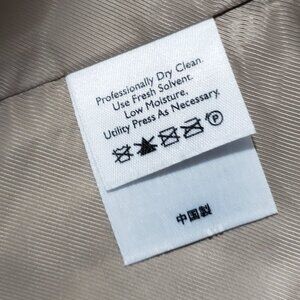 Professionally Dry Clean.
Use Fresh Solvent.
Low Moisture.
Utility Press As Necessary.
P
中国製